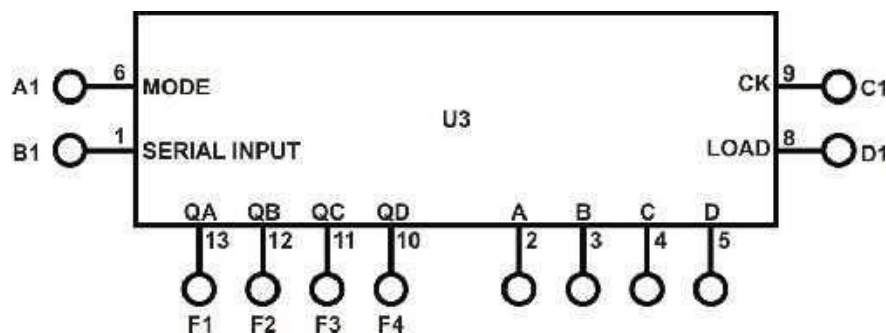 A1 6 MODE CK 9 C1
U3
B1 1 SERIAL INPUT LOAD 8 D1
QA QB QC QD A B C D
13 12 11 10 2 3 4 5
F1 F2 F3 F4